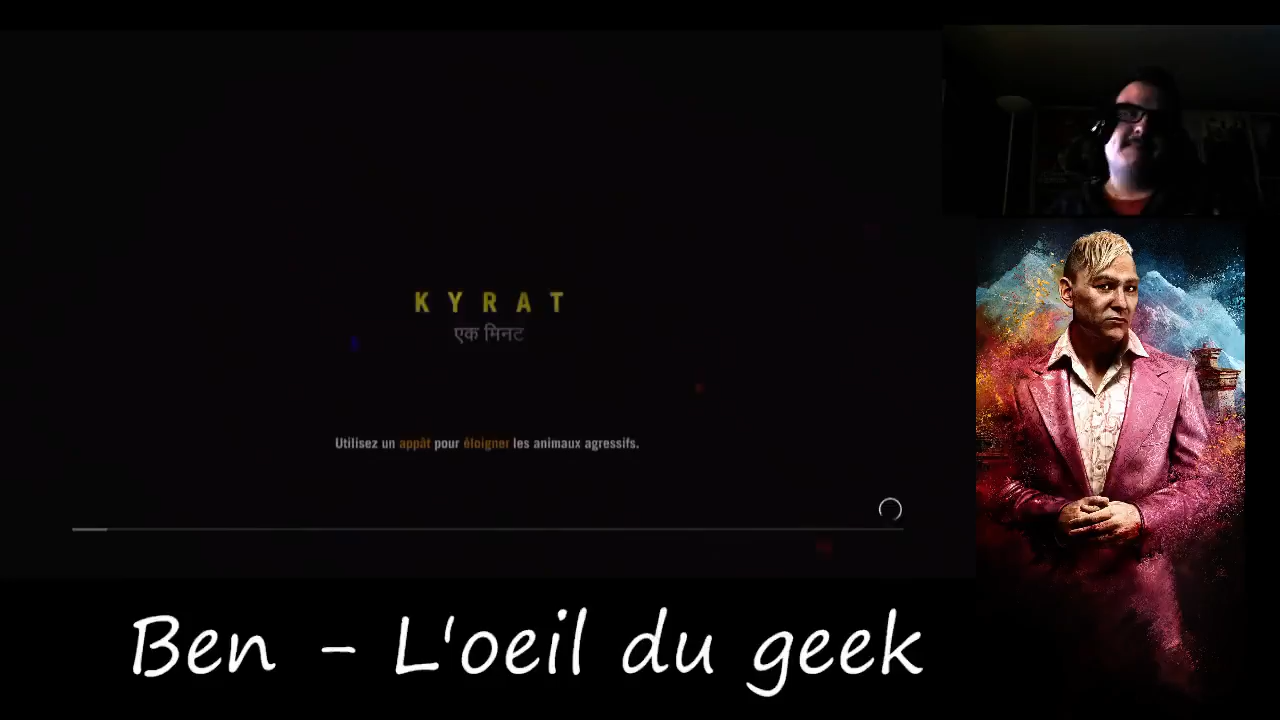 KYRAT
एक मिनट
Utilisez un appât pour éloigner les animaux agressifs.
Ben - L'oeil du geek